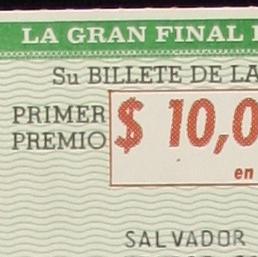 LA GRAN FINAL
Su BILLETE DE LA
PRIMER
PREMIO
$ 10,0
en
SALVADOR